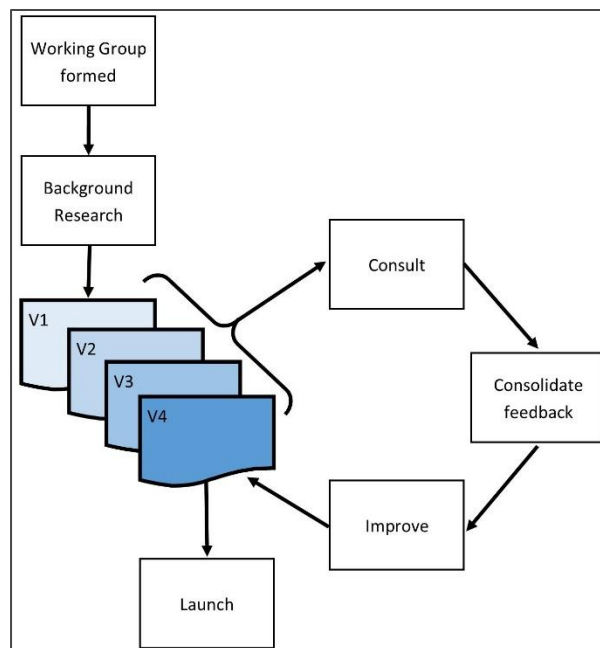 Working Group
formed
Background
Research
V1
V2
V3
V4
Consult
Consolidate
feedback
Improve
Launch